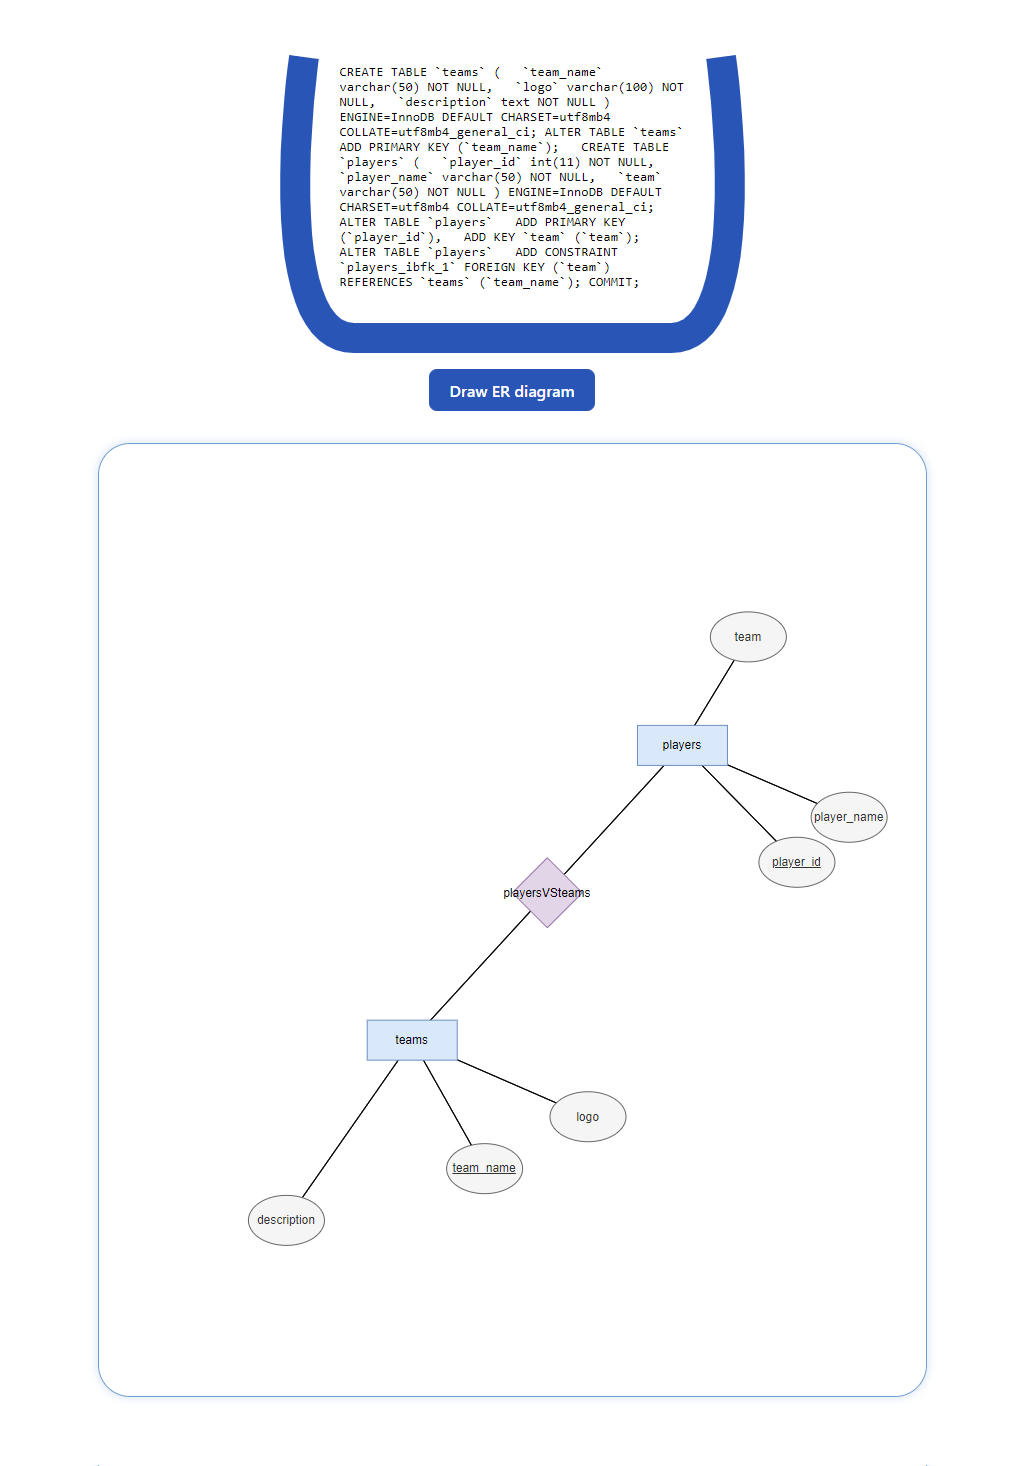 CREATE TABLE `teams` (   `team_name`
varchar(50) NOT NULL,   `logo` varchar(100) NOT
NULL,   `description` text NOT NULL )
ENGINE=InnoDB DEFAULT CHARSET=utf8mb4
COLLATE=utf8mb4_general_ci; ALTER TABLE `teams`
ADD PRIMARY KEY (`team_name`);   CREATE TABLE
`players` (   `player_id` int(11) NOT NULL,
`player_name` varchar(50) NOT NULL,   `team`
varchar(50) NOT NULL ) ENGINE=InnoDB DEFAULT
CHARSET=utf8mb4 COLLATE=utf8mb4_general_ci;
ALTER TABLE `players`   ADD PRIMARY KEY
(`player_id`),   ADD KEY `team` (`team`);
ALTER TABLE `players`   ADD CONSTRAINT
`players_ibfk_1` FOREIGN KEY (`team`)
REFERENCES `teams` (`team_name`); COMMIT;
Draw ER diagram
team
players
player_name
player_id
playersVSteams
teams
logo
team_name
description